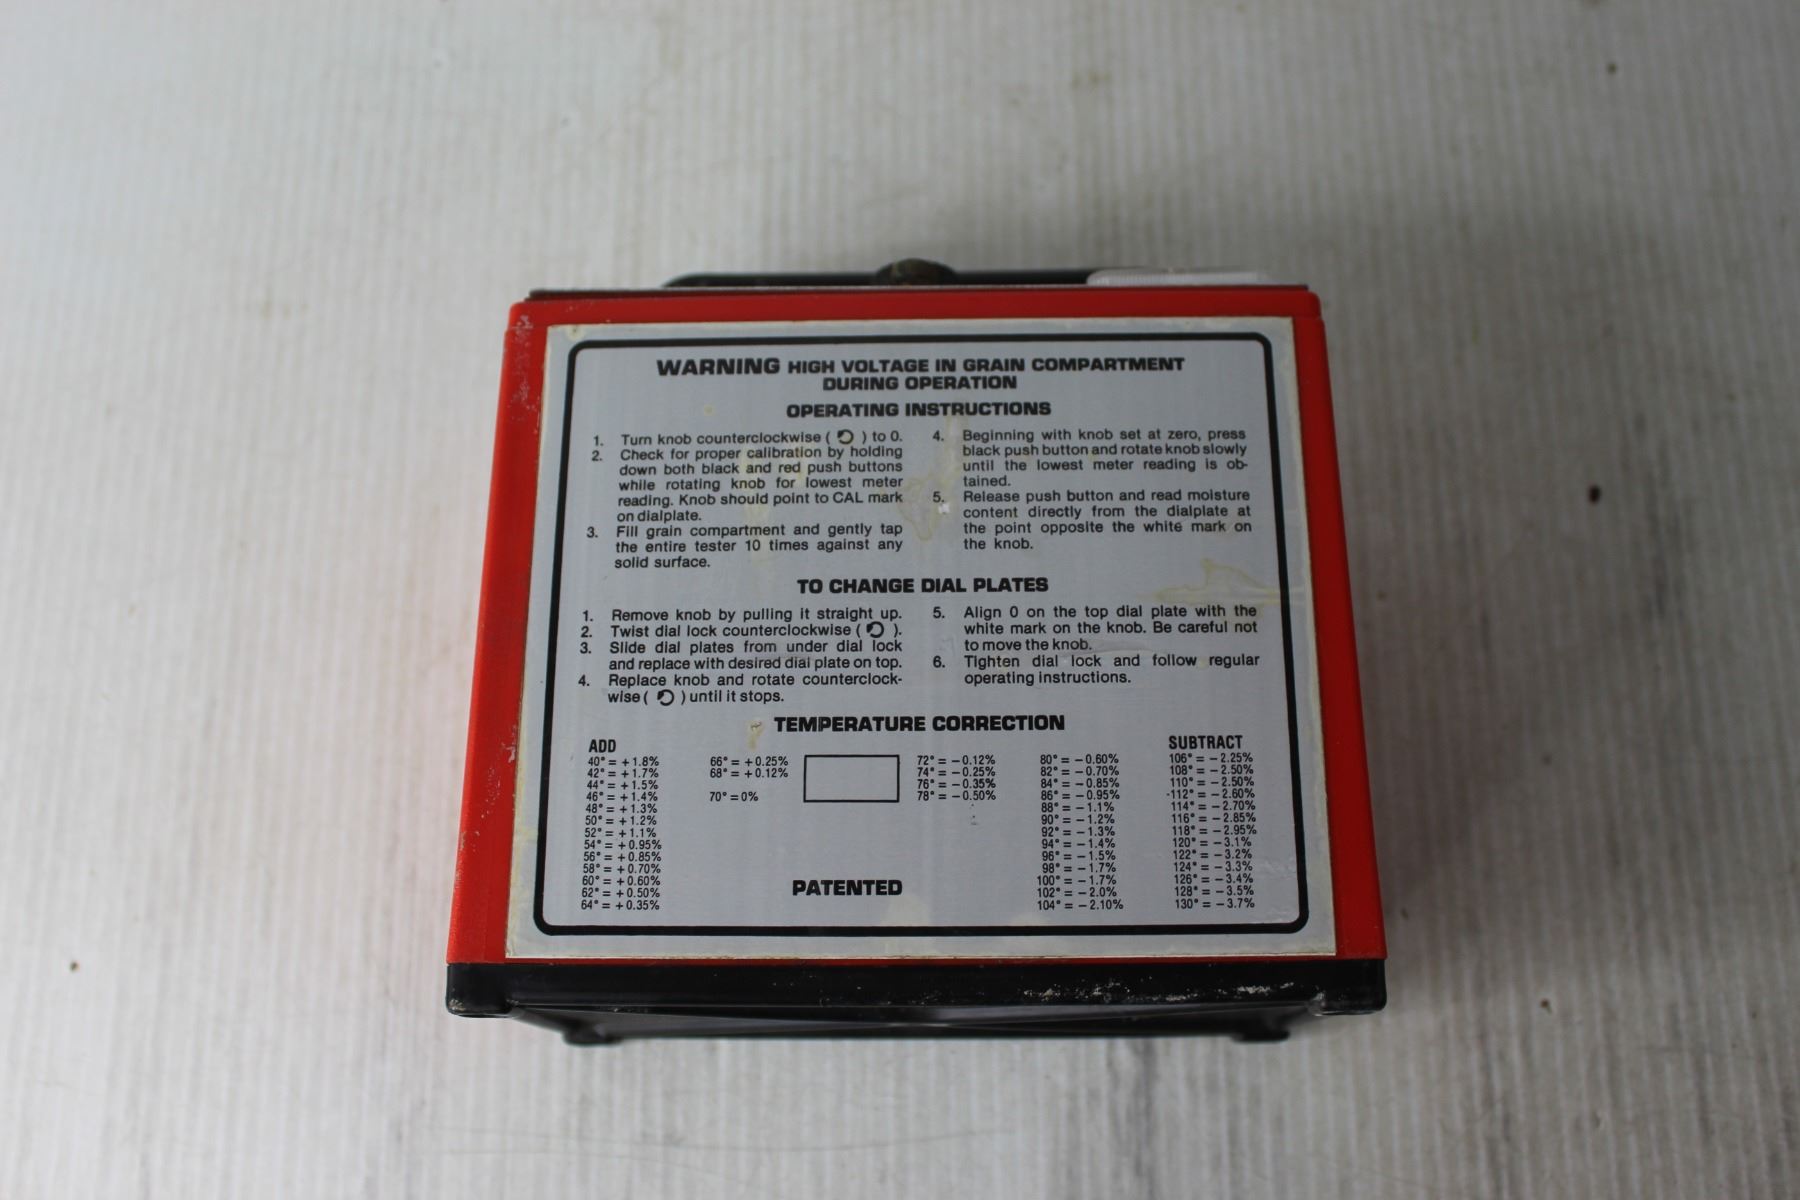 WARNING HIGH VOLTAGE IN GRAIN COMPARTMENT
DURING OPERATION
OPERATING INSTRUCTIONS
1. Turn knob counterclockwise ( ) to 0.
2. Check for proper calibration by holding
down both black and red push buttons
while rotating knob for lowest meter
reading. Knob should point to CAL mark
on dialplate.
3. Fill grain compartment and gently tap
the entire tester 10 times against any
solid surface.
4. Beginning with knob set at zero, press
black push button and rotate knob slowly
until the lowest meter reading is ob-
tained.
5. Release push button and read moisture
content directly from the dialplate at
the point opposite the white mark on
the knob.
TO CHANGE DIAL PLATES
1. Remove knob by pulling it straight up.
2. Twist dial lock counterclockwise ( ).
3. Slide dial plates from under dial lock
and replace with desired dial plate on top.
4. Replace knob and rotate counterclock-
wise ( ) until it stops.
5. Align 0 on the top dial plate with the
white mark on the knob. Be careful not
to move the knob.
6. Tighten dial lock and follow regular
operating instructions.
TEMPERATURE CORRECTION
ADD
40° = + 1.8%
42° = + 1.7%
44° = + 1.5%
46° = + 1.4%
48° = + 1.3%
50° = + 1.2%
52° = + 1.1%
54° = + 0.95%
56° = + 0.85%
58° = + 0.70%
60° = + 0.60%
62° = + 0.50%
64° = + 0.35%
66° = + 0.25%
68° = + 0.12%
70° = 0%
72° = − 0.12%
74° = − 0.25%
76° = − 0.35%
78° = − 0.50%
80° = − 0.60%
82° = − 0.70%
84° = − 0.85%
86° = − 0.95%
88° = − 1.1%
90° = − 1.2%
92° = − 1.3%
94° = − 1.4%
96° = − 1.5%
98° = − 1.7%
100° = − 1.7%
102° = − 2.0%
104° = − 2.10%
SUBTRACT
106° = − 2.25%
108° = − 2.50%
110° = − 2.50%
112° = − 2.60%
114° = − 2.70%
116° = − 2.85%
118° = − 2.95%
120° = − 3.1%
122° = − 3.2%
124° = − 3.3%
126° = − 3.4%
128° = − 3.5%
130° = − 3.7%
PATENTED